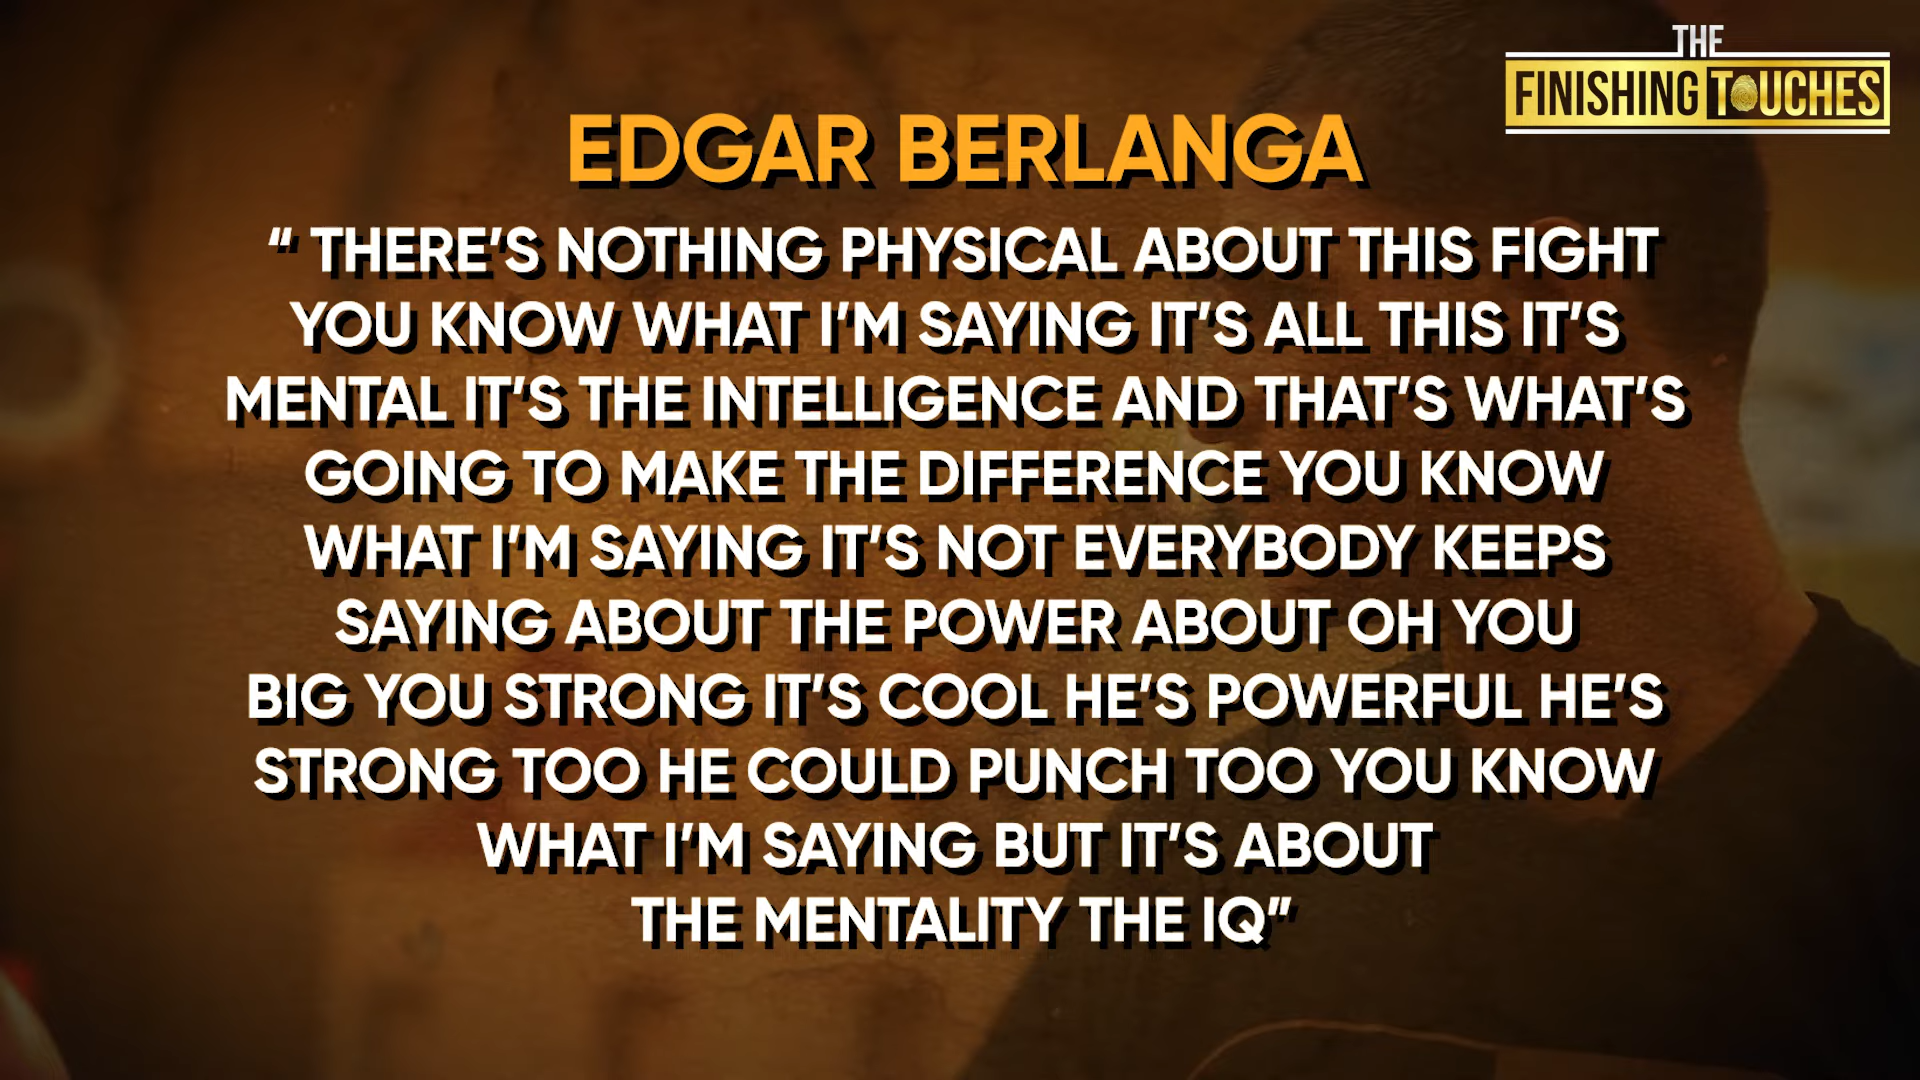 THE
FINISHING TOUCHES
EDGAR BERLANGA
“ THERE’S NOTHING PHYSICAL ABOUT THIS FIGHT
YOU KNOW WHAT I’M SAYING IT’S ALL THIS IT’S
MENTAL IT’S THE INTELLIGENCE AND THAT’S WHAT’S
GOING TO MAKE THE DIFFERENCE YOU KNOW
WHAT I’M SAYING IT’S NOT EVERYBODY KEEPS
SAYING ABOUT THE POWER ABOUT OH YOU
BIG YOU STRONG IT’S COOL HE’S POWERFUL HE’S
STRONG TOO HE COULD PUNCH TOO YOU KNOW
WHAT I’M SAYING BUT IT’S ABOUT
THE MENTALITY THE IQ”